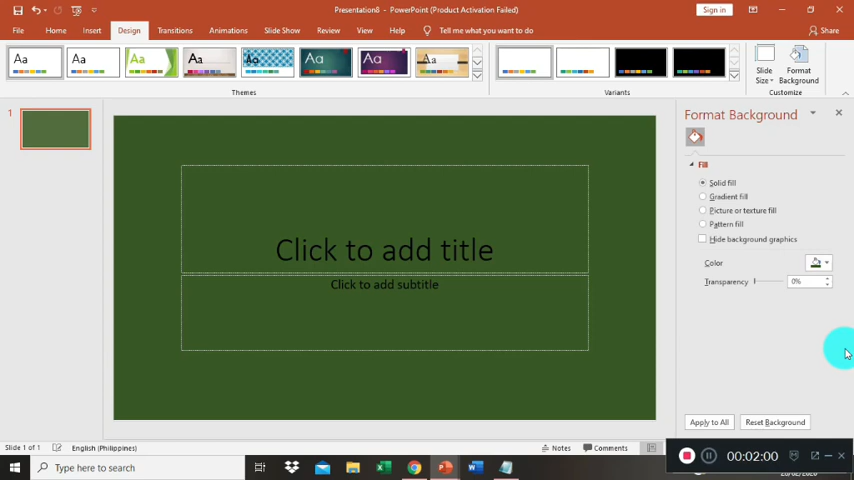 Presentation8 - PowerPoint (Product Activation Failed)
Sign in
File Home Insert Design Transitions Animations Slide Show Review View Help Tell me what you want to do Share
Aa Aa Aa Aa Aa Aa Aa Aa
Slide Size
Format Background
Themes
Variants
Customize
1
Click to add title
Click to add subtitle
Format Background
Fill
Solid fill
Gradient fill
Picture or texture fill
Pattern fill
Hide background graphics
Color
Transparency 0%
Apply to All Reset Background
Slide 1 of 1 English (Philippines) Notes Comments
00:02:00
Type here to search